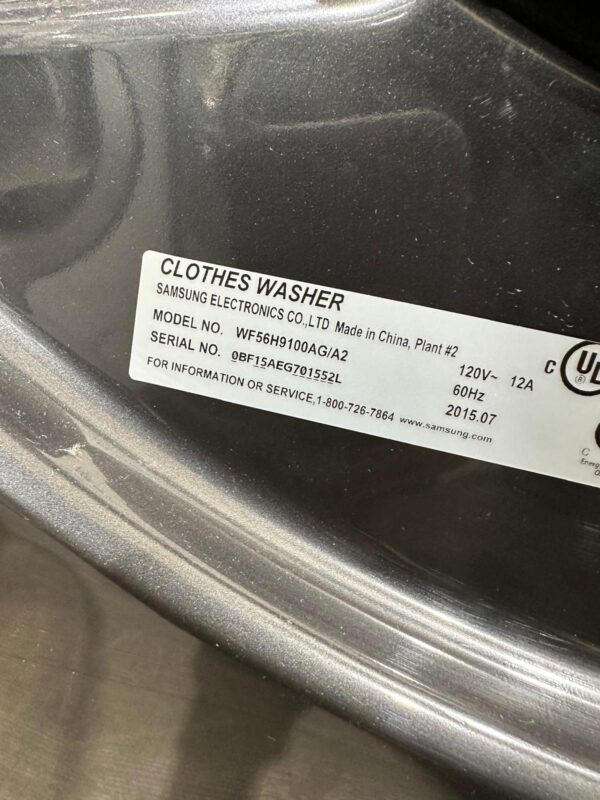 CLOTHES WASHER
SAMSUNG ELECTRONICS CO.,LTD Made in China, Plant #2
MODEL NO. WF56H9100AG/A2
SERIAL NO. 0BF15AEG701552L
120V~ 12A
60Hz
2015.07
FOR INFORMATION OR SERVICE,1-800-726-7864 www.samsung.com
C UL
®
C